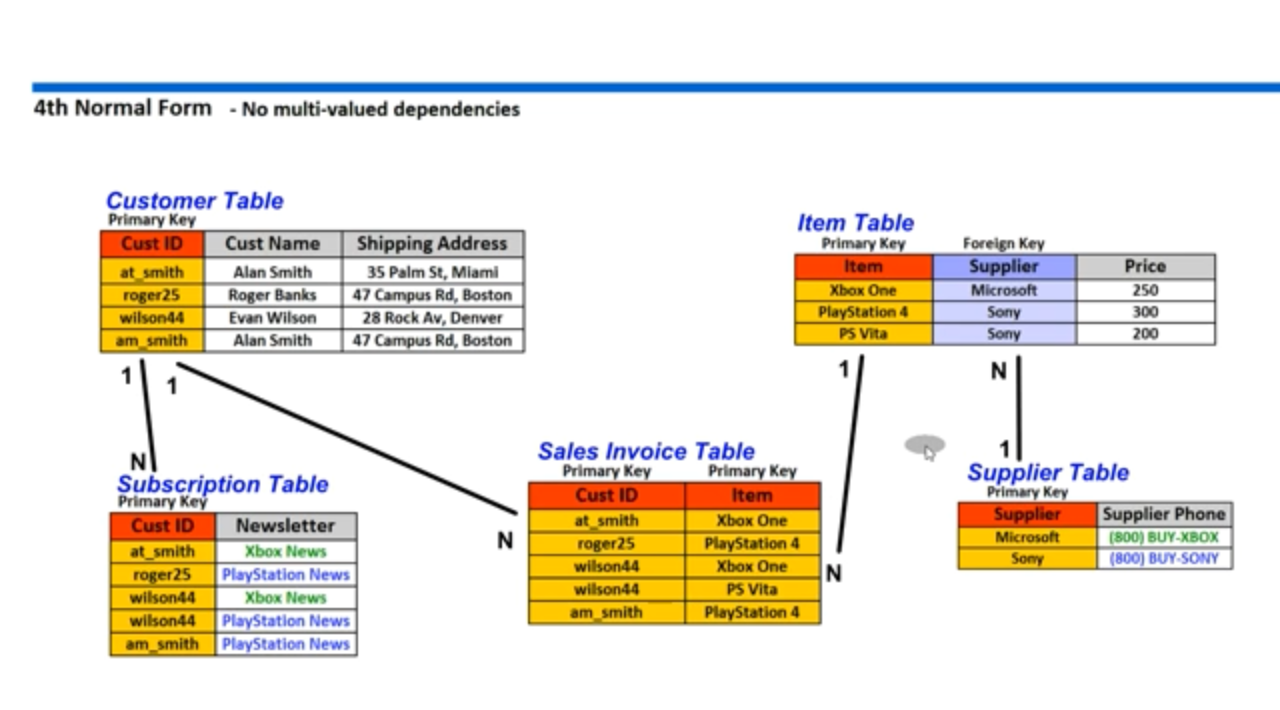 4th Normal Form - No multi-valued dependencies
Customer Table
Primary Key
Cust ID Cust Name Shipping Address
at_smith Alan Smith 35 Palm St, Miami
roger25 Roger Banks 47 Campus Rd, Boston
wilson44 Evan Wilson 28 Rock Av, Denver
am_smith Alan Smith 47 Campus Rd, Boston
Item Table
Primary Key Foreign Key
Item Supplier Price
Xbox One Microsoft 250
PlayStation 4 Sony 300
PS Vita Sony 200
1
1
N
N
1
N
N
1
Subscription Table
Primary Key
Cust ID Newsletter
at_smith Xbox News
roger25 PlayStation News
wilson44 Xbox News
wilson44 PlayStation News
am_smith PlayStation News
Sales Invoice Table
Primary Key Primary Key
Cust ID Item
at_smith Xbox One
roger25 PlayStation 4
wilson44 Xbox One
wilson44 PS Vita
am_smith PlayStation 4
Supplier Table
Primary Key
Supplier Supplier Phone
Microsoft (800) BUY-XBOX
Sony (800) BUY-SONY